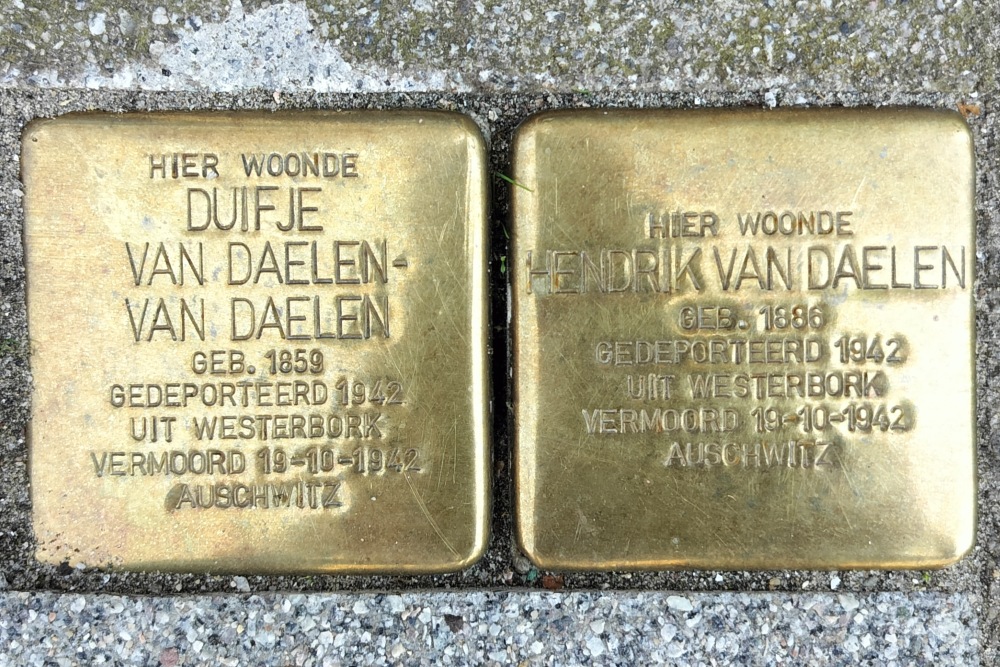 HIER WOONDE
DUIFJE
VAN DAELEN-
VAN DAELEN
GEB. 1859
GEDEPORTEERD 1942
UIT WESTERBORK
VERMOORD 19-10-1942
AUSCHWITZ
HIER WOONDE
HENDRIK VAN DAELEN
GEB. 1886
GEDEPORTEERD 1942
UIT WESTERBORK
VERMOORD 19-10-1942
AUSCHWITZ